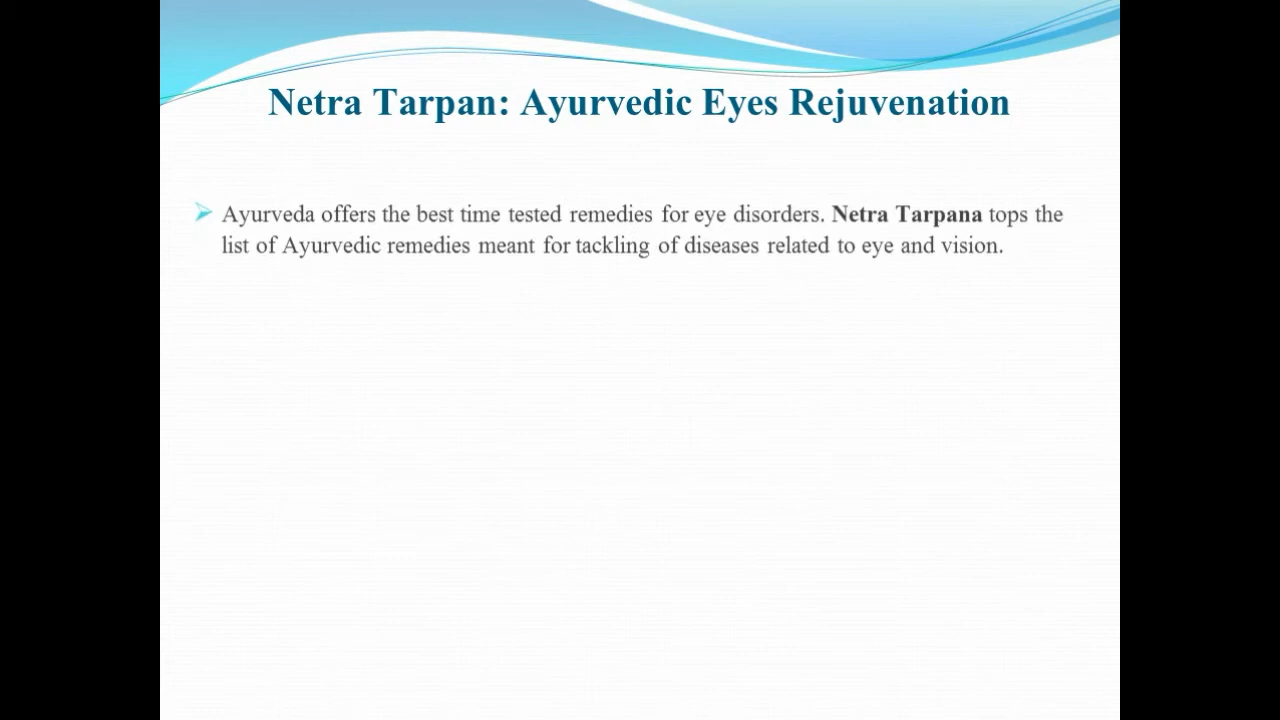 Netra Tarpan: Ayurvedic Eyes Rejuvenation
Ayurveda offers the best time tested remedies for eye disorders. Netra Tarpana tops the
list of Ayurvedic remedies meant for tackling of diseases related to eye and vision.